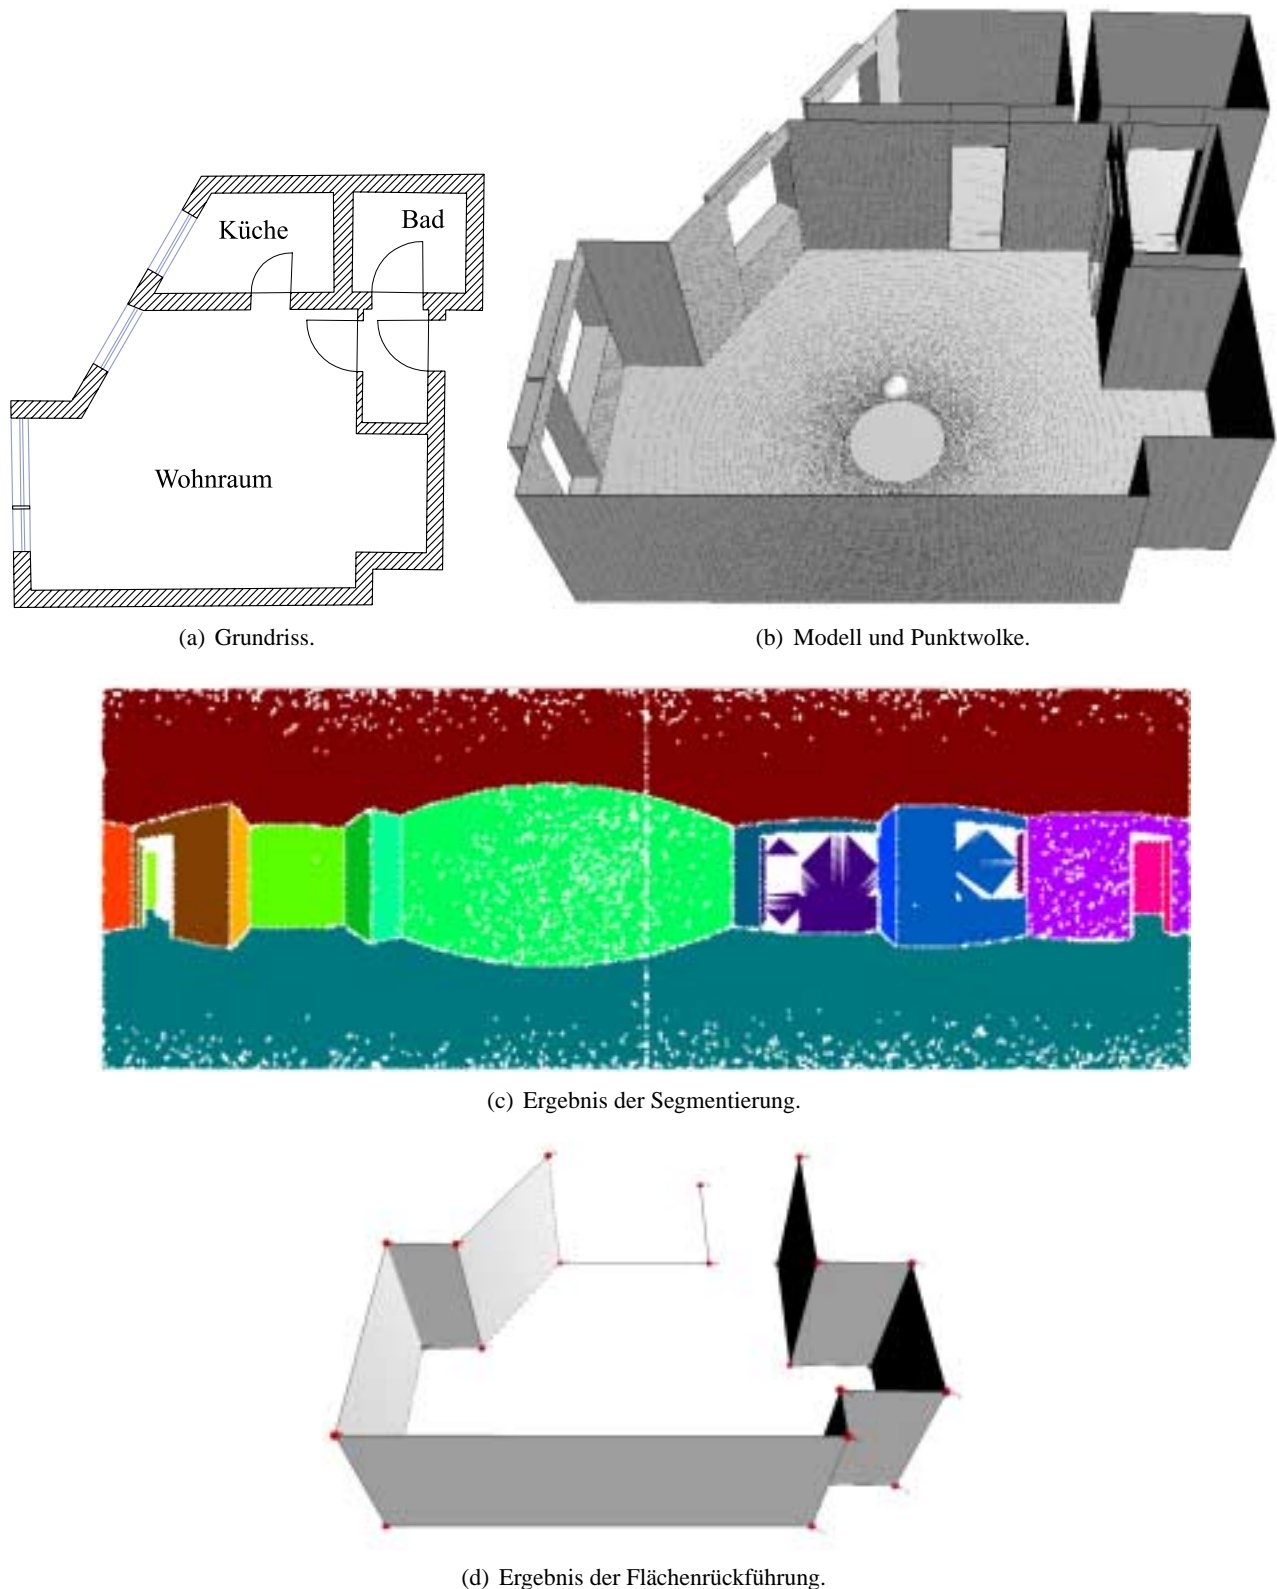 Küche
Bad
Wohnraum
(a) Grundriss.
(b) Modell und Punktwolke.
(c) Ergebnis der Segmentierung.
(d) Ergebnis der Flächenrückführung.